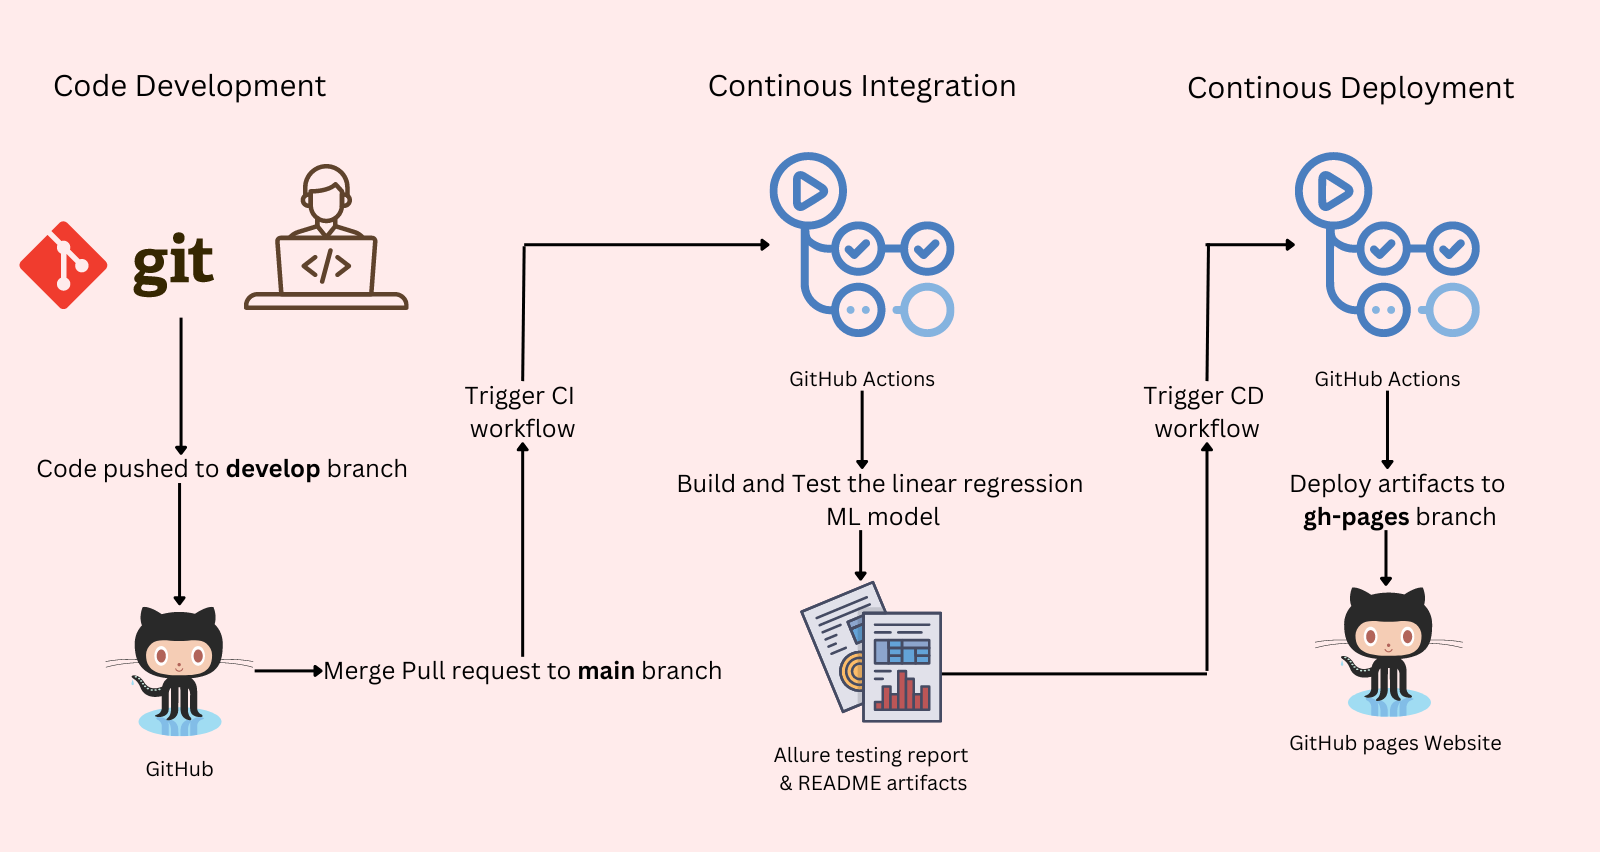 Code Development
git
Code pushed to develop branch
GitHub
Merge Pull request to main branch
Trigger CI
workflow
Continous Integration
GitHub Actions
Build and Test the linear regression
ML model
Allure testing report
& README artifacts
Trigger CD
workflow
Continous Deployment
GitHub Actions
Deploy artifacts to
gh-pages branch
GitHub pages Website